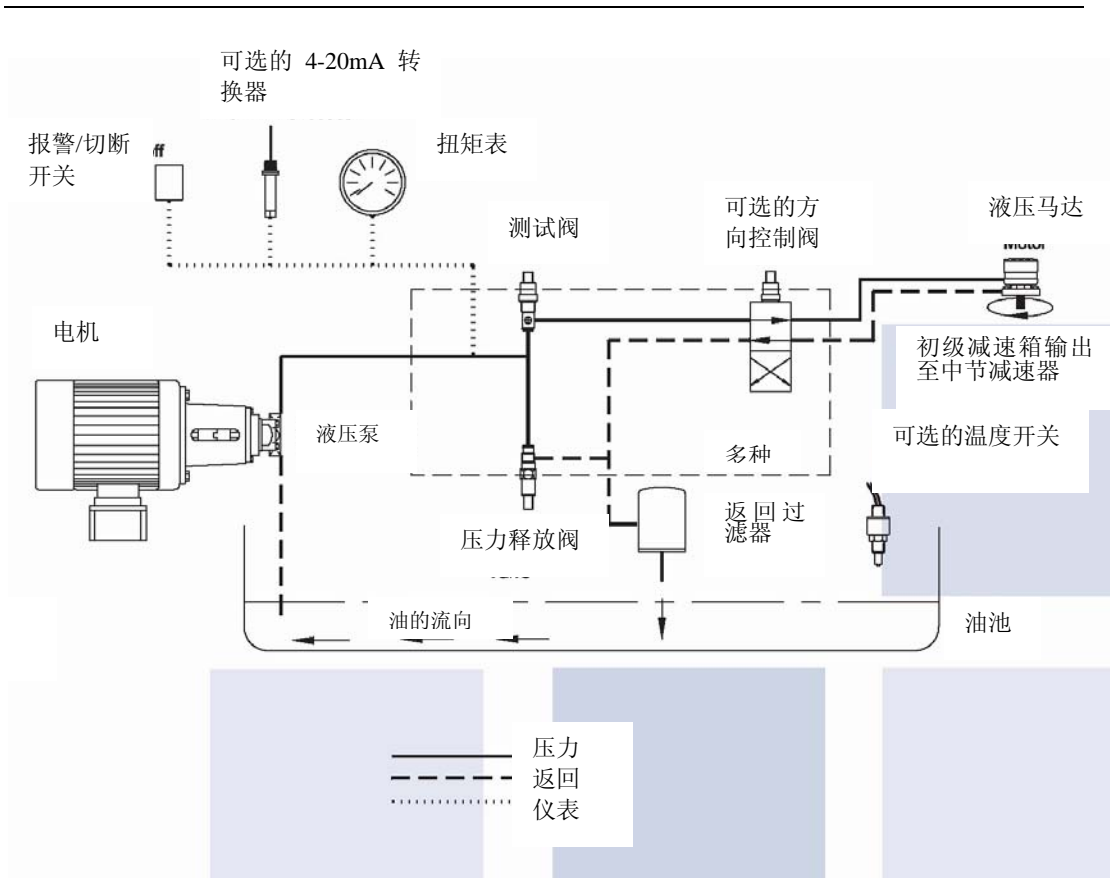 可选的 4-20mA 转
换器
报警/切断
开关
ff
扭矩表
测试阀
可选的方
向控制阀
液压马达
Motor
电机
初级减速箱输出
至中节减速器
液压泵
可选的温度开关
多种
返回过
滤器
压力释放阀
油的流向
油池
压力
返回
仪表